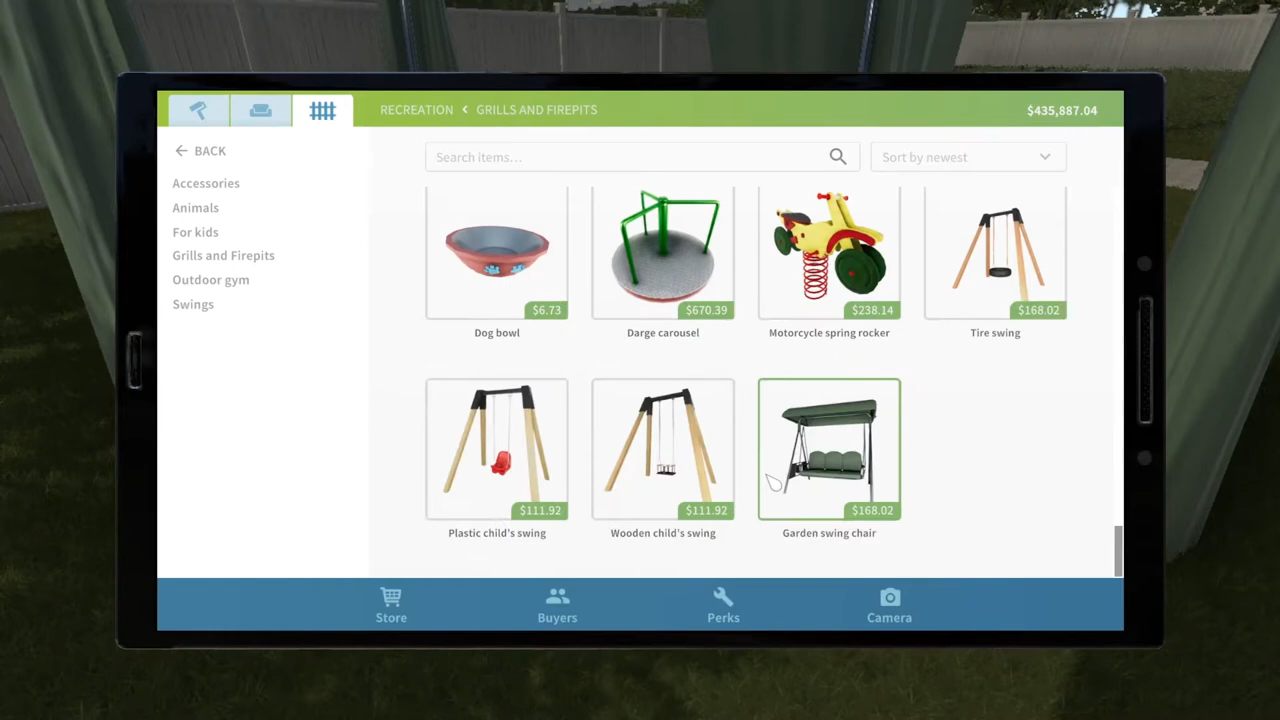 RECREATION < GRILLS AND FIREPITS
$435,887.04
BACK
Search items...
Sort by newest
Accessories
Animals
For kids
Grills and Firepits
Outdoor gym
Swings
$6.73
$670.39
$238.14
$168.02
Dog bowl
Darge carousel
Motorcycle spring rocker
Tire swing
$111.92
$111.92
$168.02
Plastic child's swing
Wooden child's swing
Garden swing chair
Store
Buyers
Perks
Camera